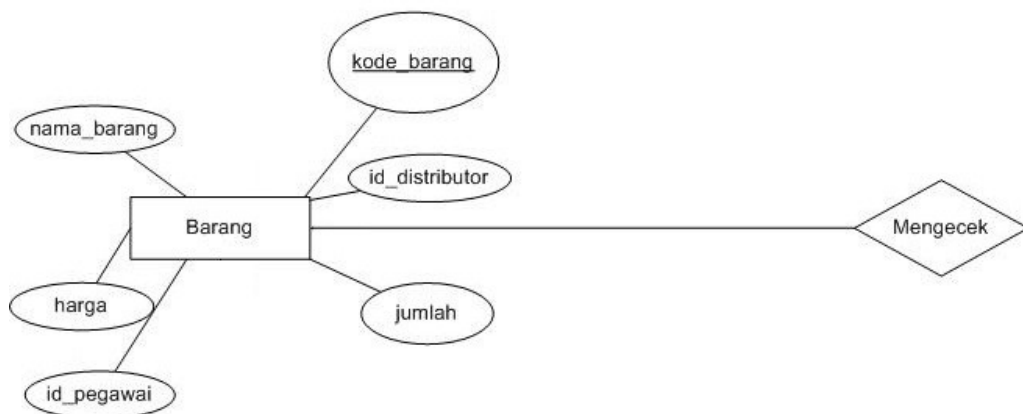 kode_barang
nama_barang
id_distributor
Barang
Mengecek
harga
jumlah
id_pegawai